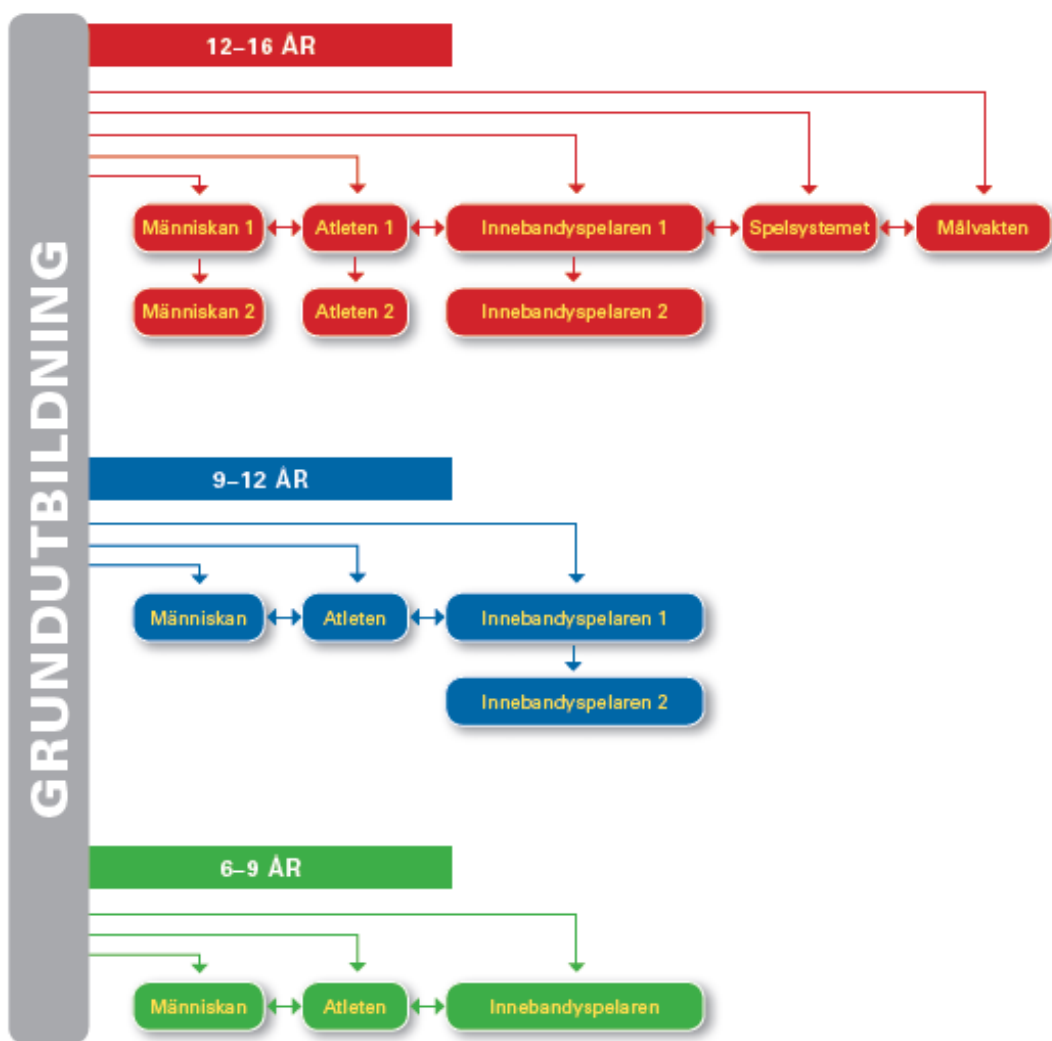 GRUNDUTBILDNING
12–16 ÅR
Människan 1
Atleten 1
Innebandyspelaren 1
Spelsystemet
Målvakten
Människan 2
Atleten 2
Innebandyspelaren 2
9–12 ÅR
Människan
Atleten
Innebandyspelaren 1
Innebandyspelaren 2
6–9 ÅR
Människan
Atleten
Innebandyspelaren